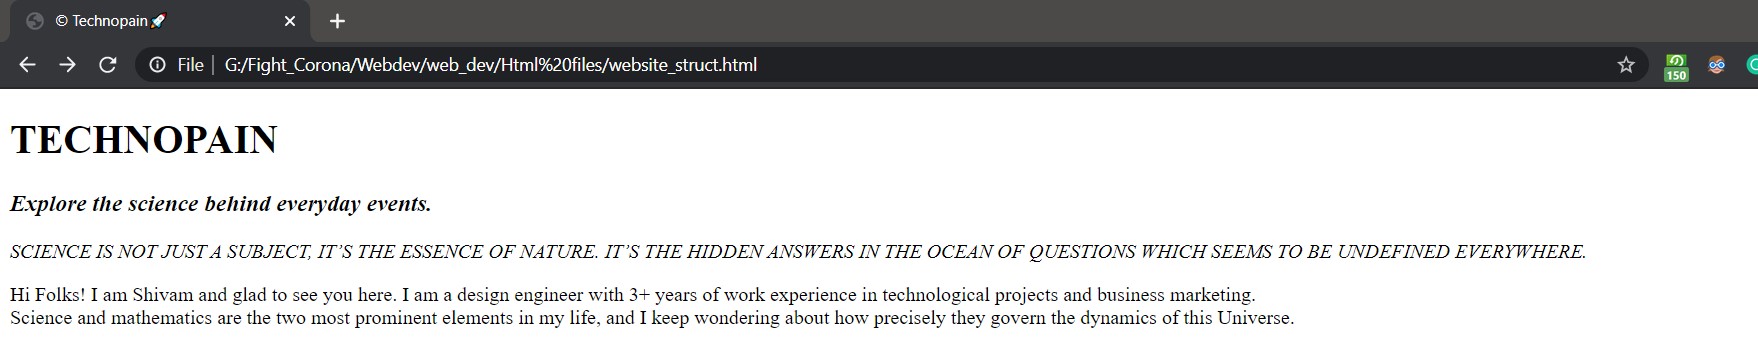 © Technopain🚀
File | G:/Fight_Corona/Webdev/web_dev/Html%20files/website_struct.html
の
150
TECHNOPAIN
Explore the science behind everyday events.
SCIENCE IS NOT JUST A SUBJECT, IT’S THE ESSENCE OF NATURE. IT’S THE HIDDEN ANSWERS IN THE OCEAN OF QUESTIONS WHICH SEEMS TO BE UNDEFINED EVERYWHERE.
Hi Folks! I am Shivam and glad to see you here. I am a design engineer with 3+ years of work experience in technological projects and business marketing.
Science and mathematics are the two most prominent elements in my life, and I keep wondering about how precisely they govern the dynamics of this Universe.